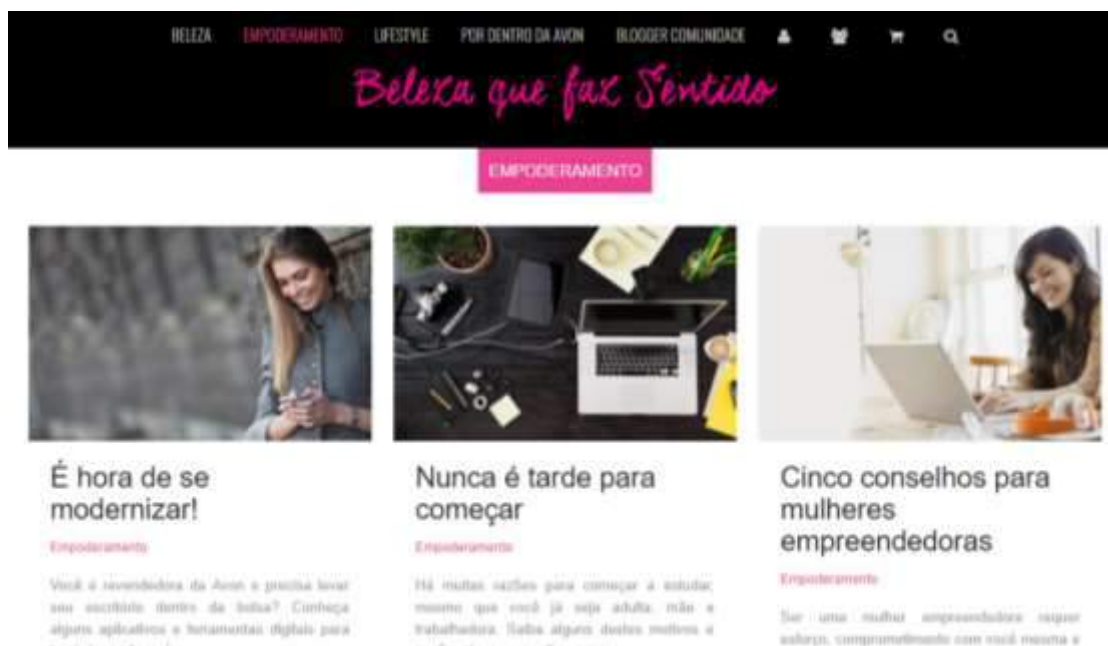 BELEZA EMPODERAMENTO LIFESTYLE POR DENTRO DA AVON BLOGGER COMUNIDADE
Beleza que faz Sentido
EMPODERAMENTO
É hora de se
modernizar!
Empoderamento
Você é revendedora da Avon e precisa levar
seu escritório dentro da bolsa? Conheça
alguns aplicativos e ferramentas digitais para
Nunca é tarde para
começar
Empoderamento
Há muitas razões para começar a estudar,
mesmo que você já seja adulta, mãe e
trabalhadora. Saiba alguns destes motivos e
Cinco conselhos para
mulheres
empreendedoras
Empoderamento
Ser uma mulher empreendedora requer
esforço, comprometimento com você mesma e